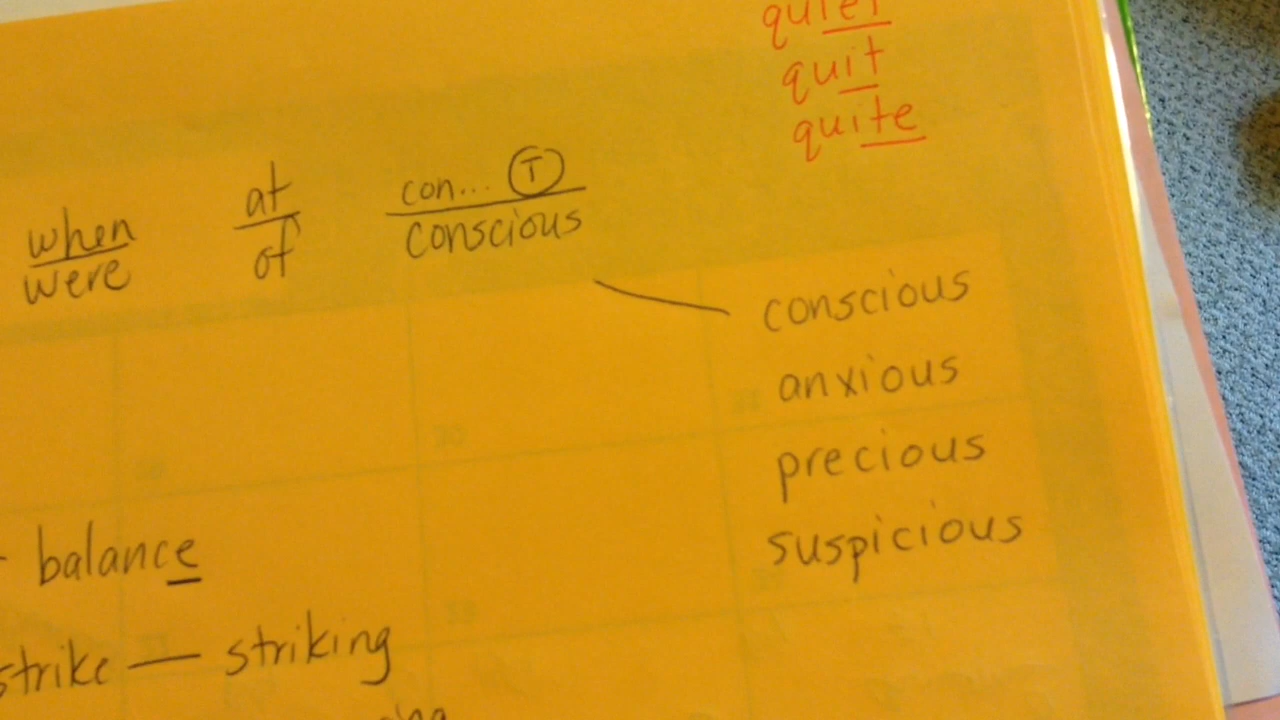 quiet
quit
quite
when
were
at
of
con... T
conscious
conscious
anxious
precious
suspicious
balance
strike — striking